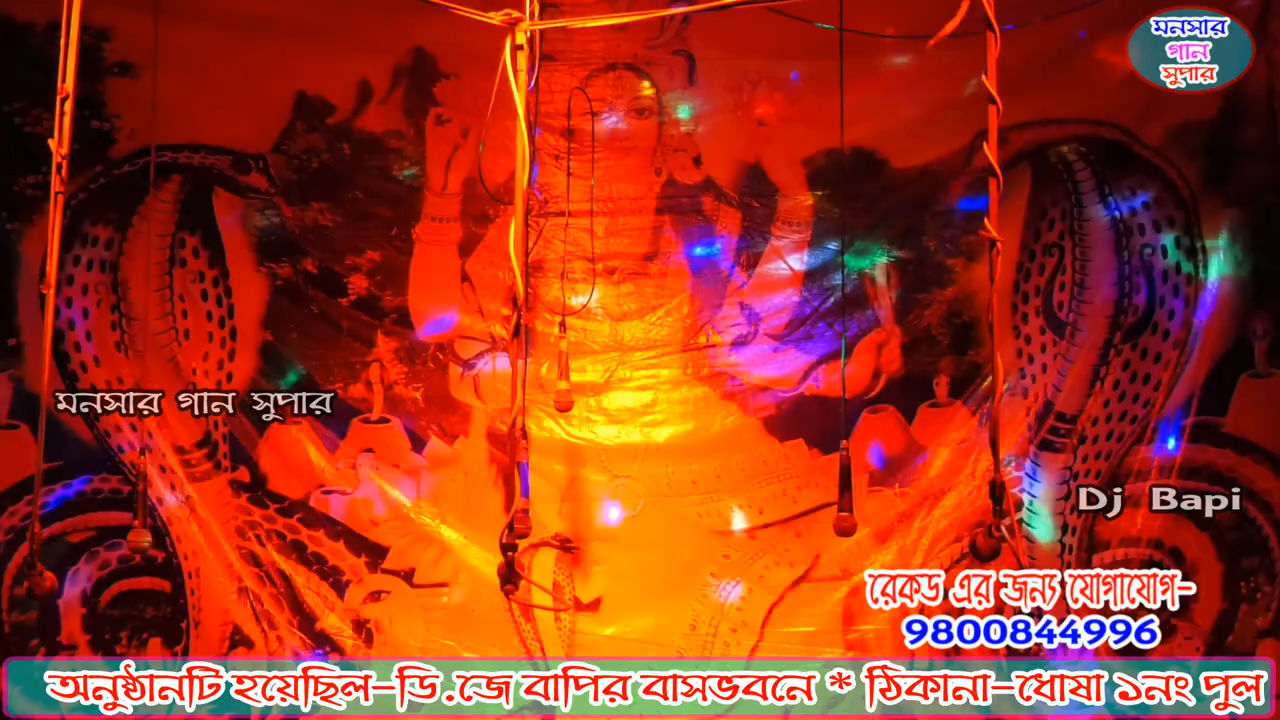 মনসার
গান
সুপার
মনসার গান সুপার
Dj Bapi
রেকড এর জন্য যোগাযোগ-
9800844996
অনুষ্ঠানটি হয়েছিল-ডি.জে বাপির বাসভবনে * ঠিকানা-ধোষা ১নং পুল